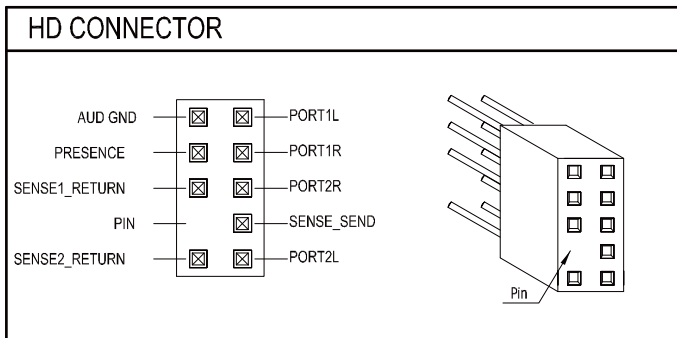 HD CONNECTOR
AUD GND
PORT1L
PRESENCE
PORT1R
SENSE1_RETURN
PORT2R
PIN
SENSE_SEND
SENSE2_RETURN
PORT2L
Pin